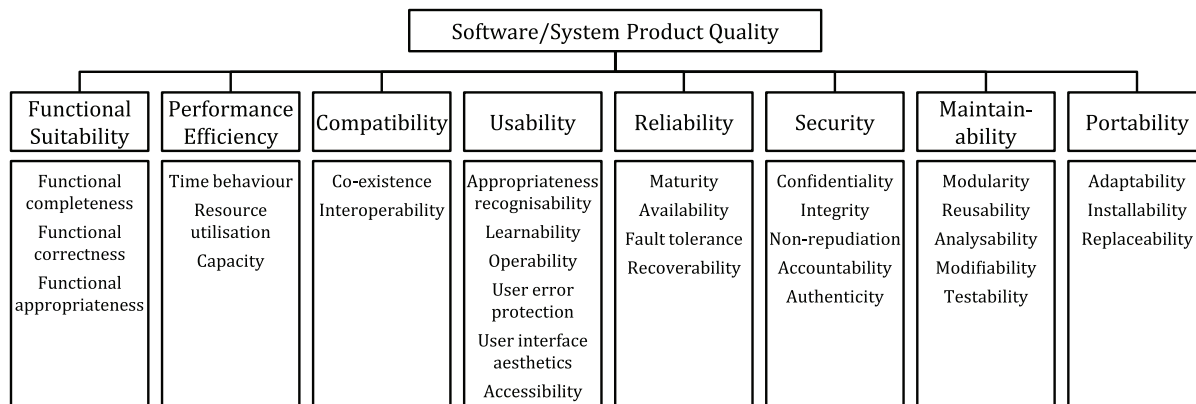 Software/System Product Quality
Functional
Suitability
Performance
Efficiency
Compatibility
Usability
Reliability
Security
Maintain-
ability
Portability
Functional
completeness
Functional
correctness
Functional
appropriateness
Time behaviour
Resource
utilisation
Capacity
Co-existence
Interoperability
Appropriateness
recognisability
Learnability
Operability
User error
protection
User interface
aesthetics
Accessibility
Maturity
Availability
Fault tolerance
Recoverability
Confidentiality
Integrity
Non-repudiation
Accountability
Authenticity
Modularity
Reusability
Analysability
Modifiability
Testability
Adaptability
Installability
Replaceability